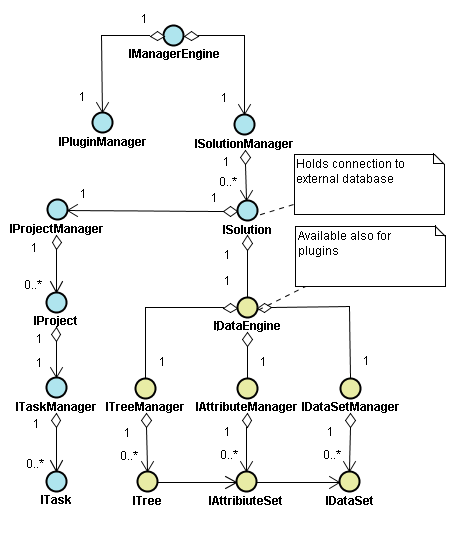 1 1
IManagerEngine
1 1
IPluginManager ISolutionManager
1
0..*
Holds connection to
external database
1 1
IProjectManager ISolution
1 1
Available also for
plugins
0..* 1
IProject IDataEngine
1
1 1 1 1
ITaskManager ITreeManager IAttributeManager IDataSetManager
1 1 1 1
0..* 0..* 0..* 0..*
ITask ITree IAttribiuteSet IDataSet